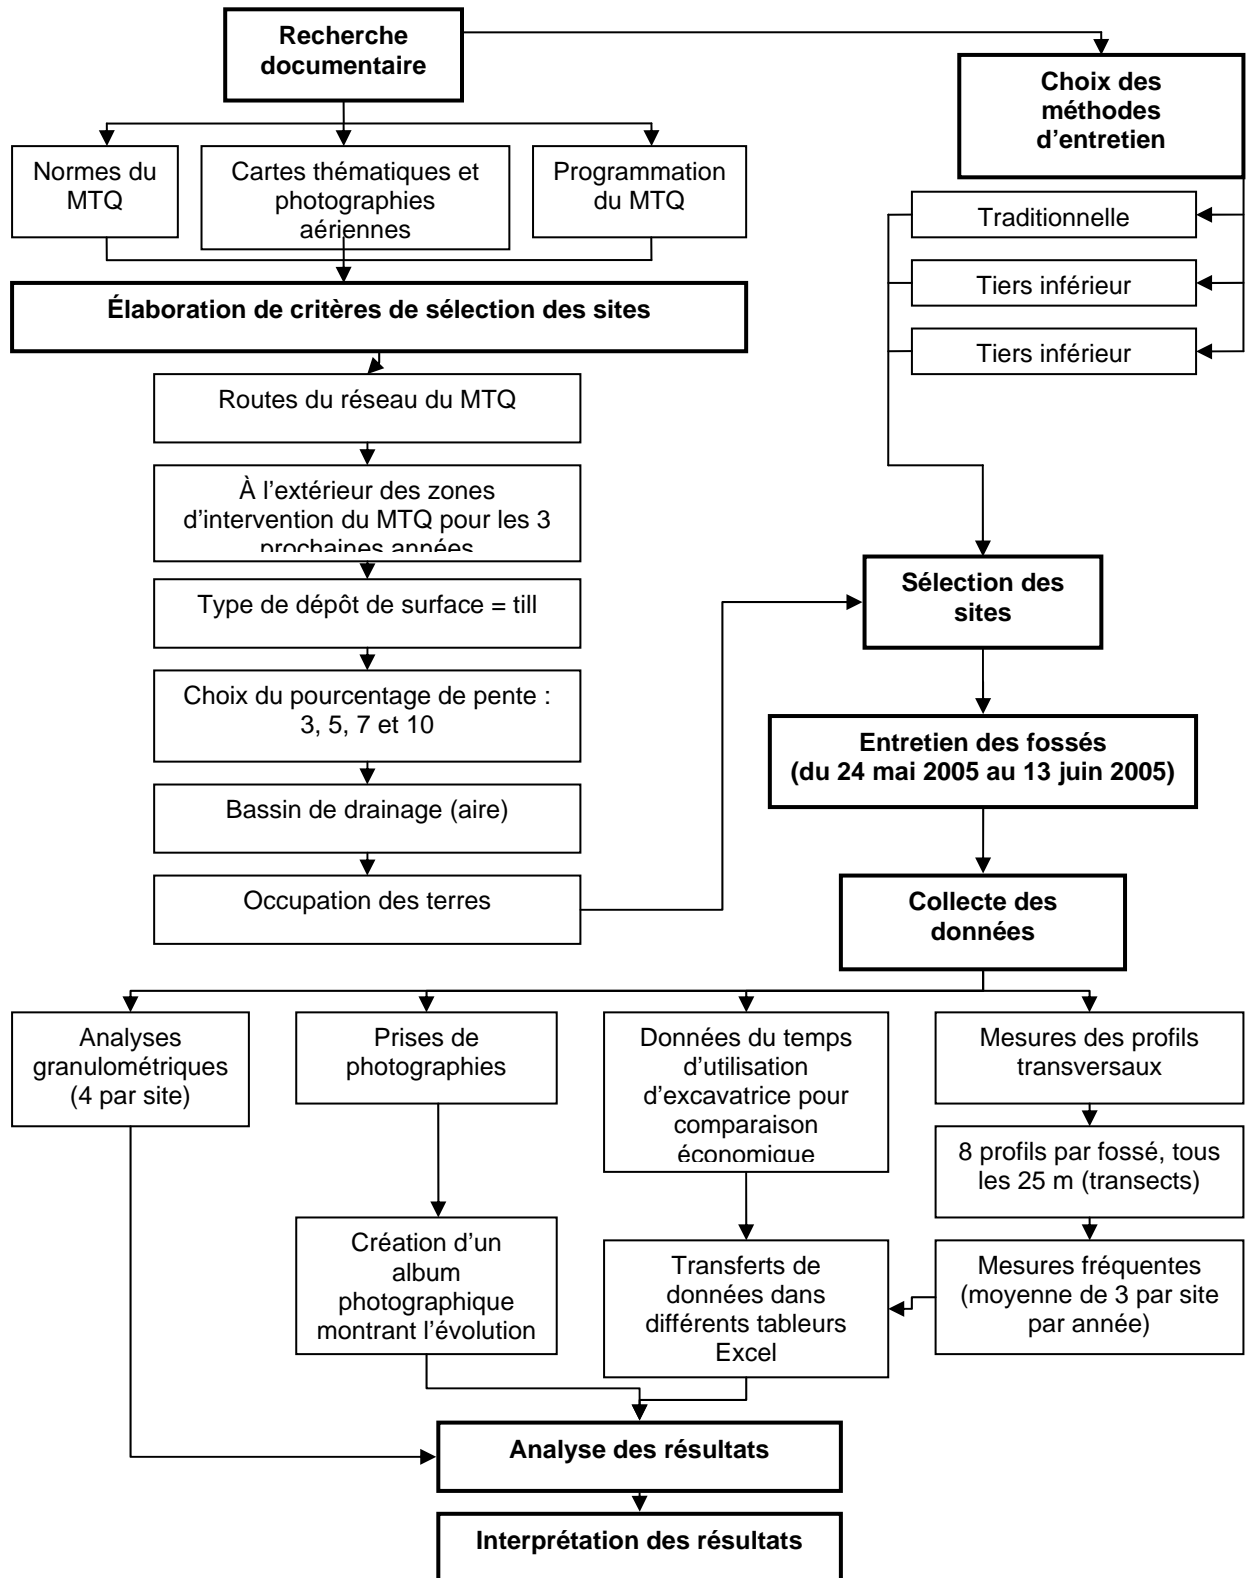 Recherche
documentaire
Choix des
méthodes
d'entretien
Normes du
MTQ
Cartes thématiques et
photographies
aériennes
Programmation
du MTQ
Traditionnelle
Tiers inférieur
Tiers inférieur
Élaboration de critères de sélection des sites
Routes du réseau du MTQ
À l'extérieur des zones
d'intervention du MTQ pour les 3
prochaines années
Type de dépôt de surface = till
Choix du pourcentage de pente :
3, 5, 7 et 10
Bassin de drainage (aire)
Occupation des terres
Sélection des
sites
Entretien des fossés
(du 24 mai 2005 au 13 juin 2005)
Collecte des
données
Analyses
granulométriques
(4 par site)
Prises de
photographies
Données du temps
d'utilisation
d'excavatrice pour
comparaison
économique
Mesures des profils
transversaux
8 profils par fossé, tous
les 25 m (transects)
Création d'un
album
photographique
montrant l'évolution
Transferts de
données dans
différents tableurs
Excel
Mesures fréquentes
(moyenne de 3 par site
par année)
Analyse des résultats
Interprétation des résultats